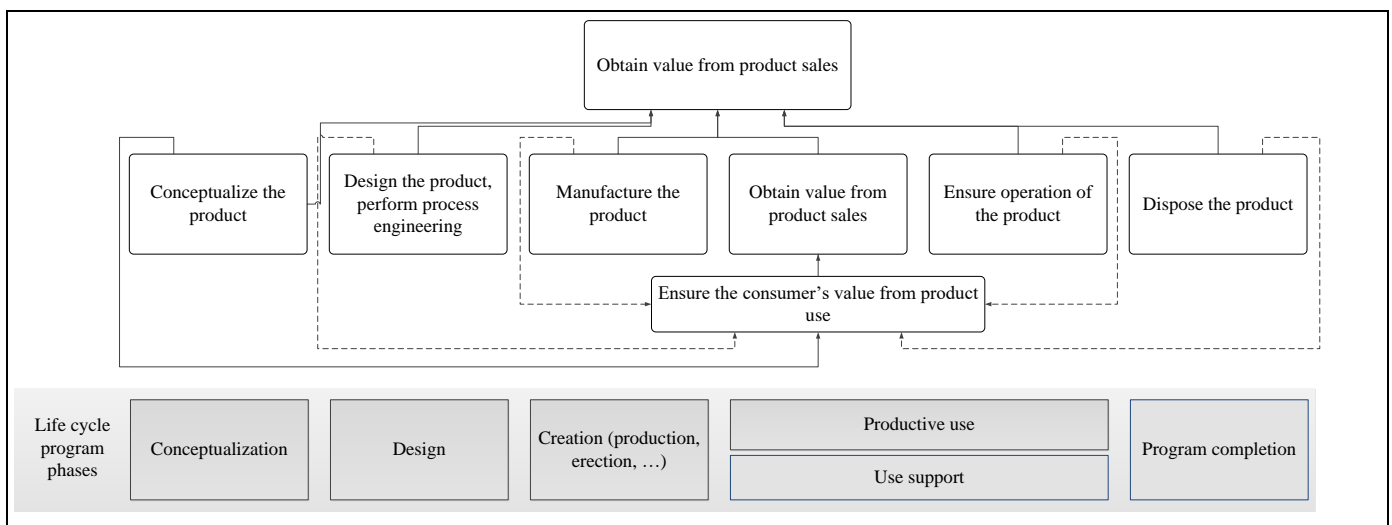 Obtain value from product sales
Conceptualize the
product
Design the product,
perform process
engineering
Manufacture the
product
Obtain value from
product sales
Ensure operation of
the product
Dispose the product
Ensure the consumer’s value from product
use
Life cycle
program
phases
Conceptualization
Design
Creation (production,
erection, …)
Productive use
Use support
Program completion